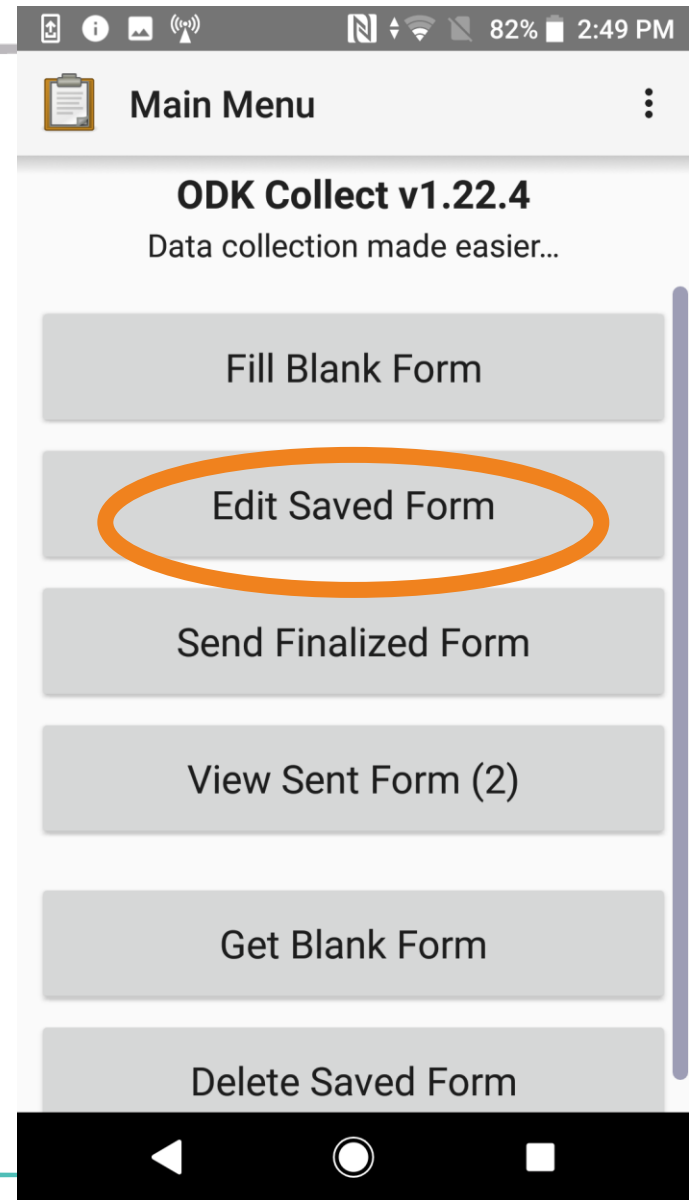 82% 2:49 PM
Main Menu
ODK Collect v1.22.4
Data collection made easier...
Fill Blank Form
Edit Saved Form
Send Finalized Form
View Sent Form (2)
Get Blank Form
Delete Saved Form